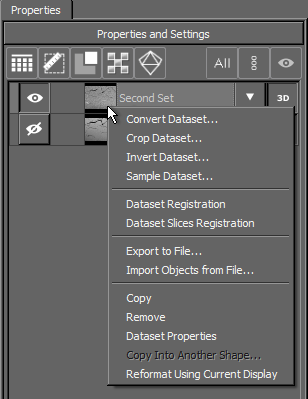 Properties
Properties and Settings
All
Second Set
3D
Convert Dataset...
Crop Dataset...
Invert Dataset...
Sample Dataset...
Dataset Registration
Dataset Slices Registration
Export to File...
Import Objects from File...
Copy
Remove
Dataset Properties
Copy Into Another Shape...
Reformat Using Current Display